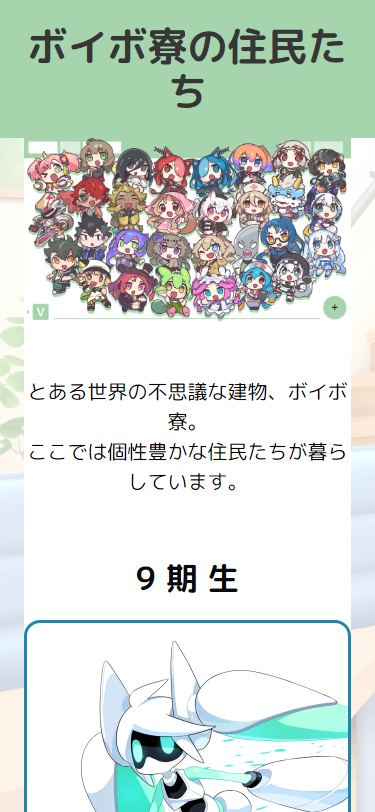 ボイボ寮の住民た
ち
V
+
とある世界の不思議な建物、ボイボ
寮。
ここでは個性豊かな住民たちが暮ら
しています。
９期生